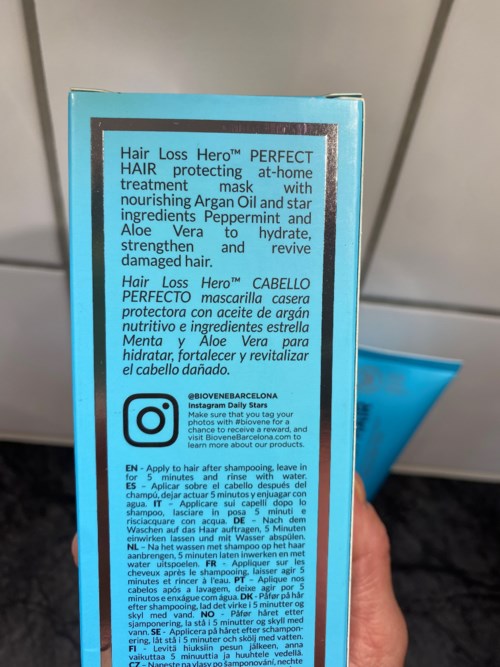 Hair Loss Hero™ PERFECT
HAIR protecting at-home
treatment mask with
nourishing Argan Oil and star
ingredients Peppermint and
Aloe Vera to hydrate,
strengthen and revive
damaged hair.
Hair Loss Hero™ CABELLO
PERFECTO mascarilla casera
protectora con aceite de argán
nutritivo e ingredientes estrella
Menta y Aloe Vera para
hidratar, fortalecer y revitalizar
el cabello dañado.
@BIOVENEBARCELONA
Instagram Daily Stars
Make sure that you tag your
photos with #biovene for a
chance to receive a reward, and
visit BioveneBarcelona.com to
learn more about our products.
EN - Apply to hair after shampooing, leave in
for 5 minutes and rinse with water.
ES - Aplicar sobre el cabello después del
champú, dejar actuar 5 minutos y enjuagar con
agua. IT - Applicare sui capelli dopo lo
shampoo, lasciare in posa 5 minuti e
risciacquare con acqua. DE - Nach dem
Waschen auf das Haar auftragen, 5 Minuten
einwirken lassen und mit Wasser abspülen.
NL - Na het wassen met shampoo op het haar
aanbrengen, 5 minuten laten inwerken en met
water uitspoelen. FR - Appliquer sur les
cheveux après le shampooing, laisser agir 5
minutes et rincer à l'eau. PT - Aplique nos
cabelos após a lavagem, deixe agir por 5
minutos e enxágue com água. DK - Påfør på hår
efter shampooing, lad det virke i 5 minutter og
skyl med vand. NO - Påfør håret etter
sjamponering, la stå i 5 minutter og skyll med
vann. SE - Applicera på håret efter schampon-
ering, låt stå i 5 minuter och skölj med vatten.
FI - Levitä hiuksiin pesun jälkeen, anna
vaikuttaa 5 minuuttia ja huuhtele vedellä.
CZ - Naneste na vlasy po šamponování, nechte